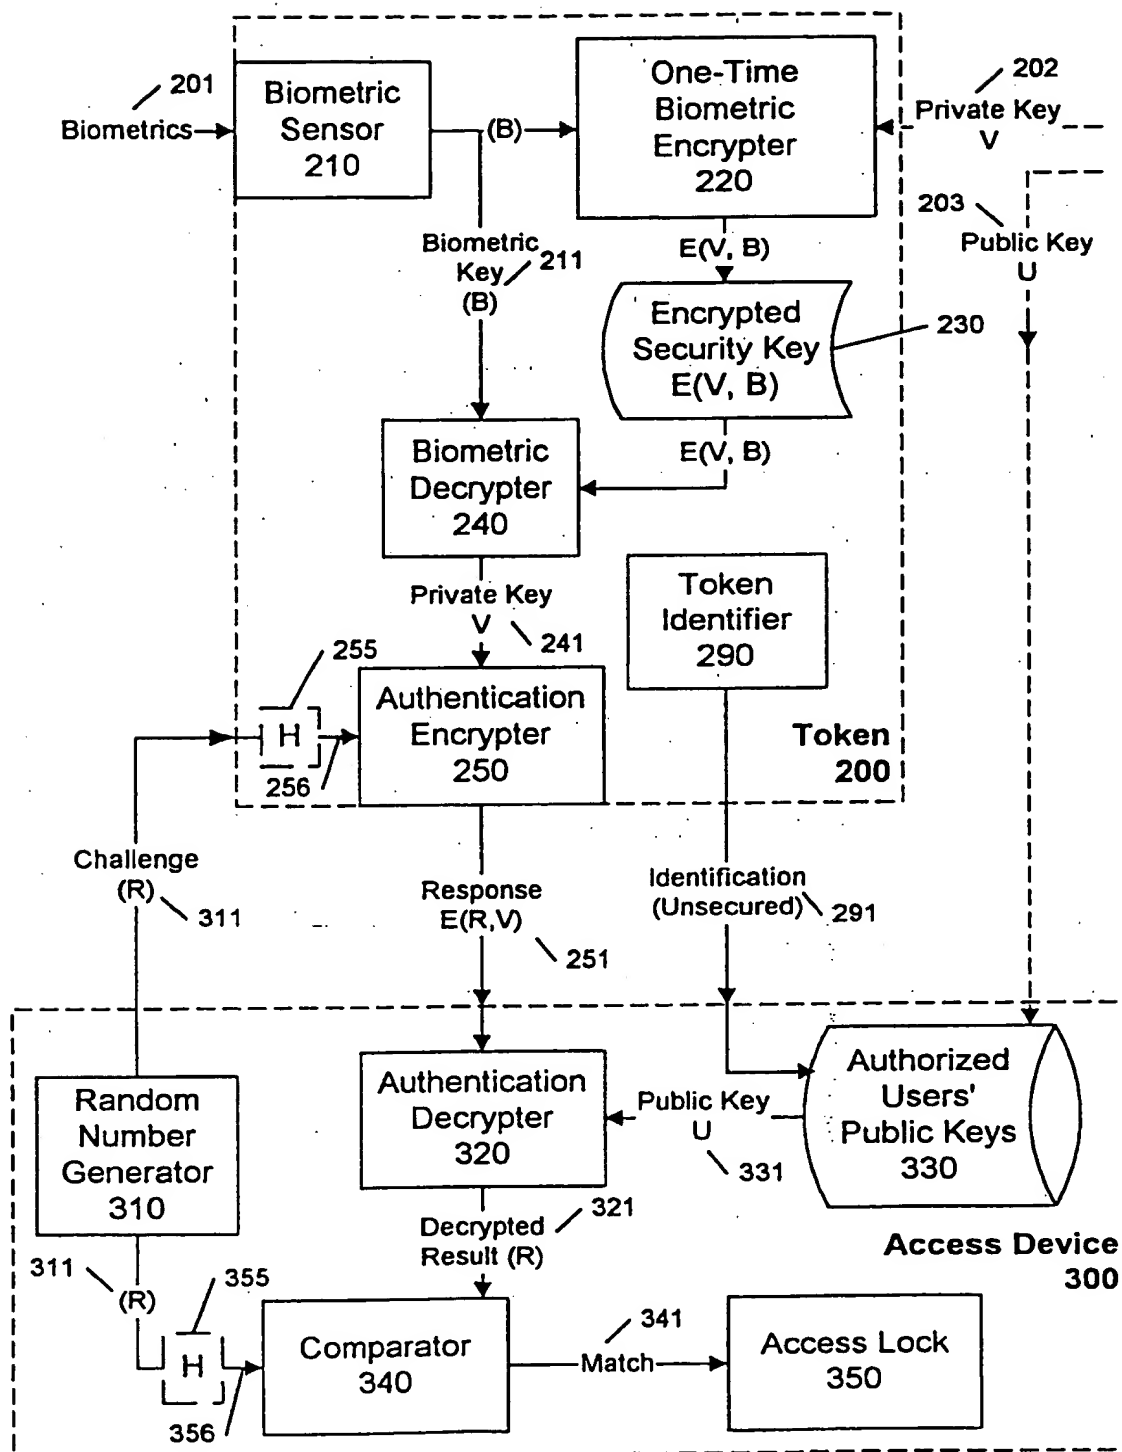 201
Biometrics
Biometric
Sensor
210
(B)
One-Time
Biometric
Encrypter
220
202
Private Key
V
203
Public Key
U
E(V, B)
Biometric
Key
(B)
211
Encrypted
Security Key
E(V, B)
230
E(V, B)
Biometric
Decrypter
240
Private Key
V
241
Token
Identifier
290
255
H
256
Authentication
Encrypter
250
Token
200
Challenge
(R)
311
Response
E(R,V)
251
Identification
(Unsecured)
291
Random
Number
Generator
310
Authentication
Decrypter
320
Public Key
U
331
Authorized
Users'
Public Keys
330
321
Decrypted
Result (R)
Access Device
300
311
(R)
355
H
356
Comparator
340
341
Match
Access Lock
350